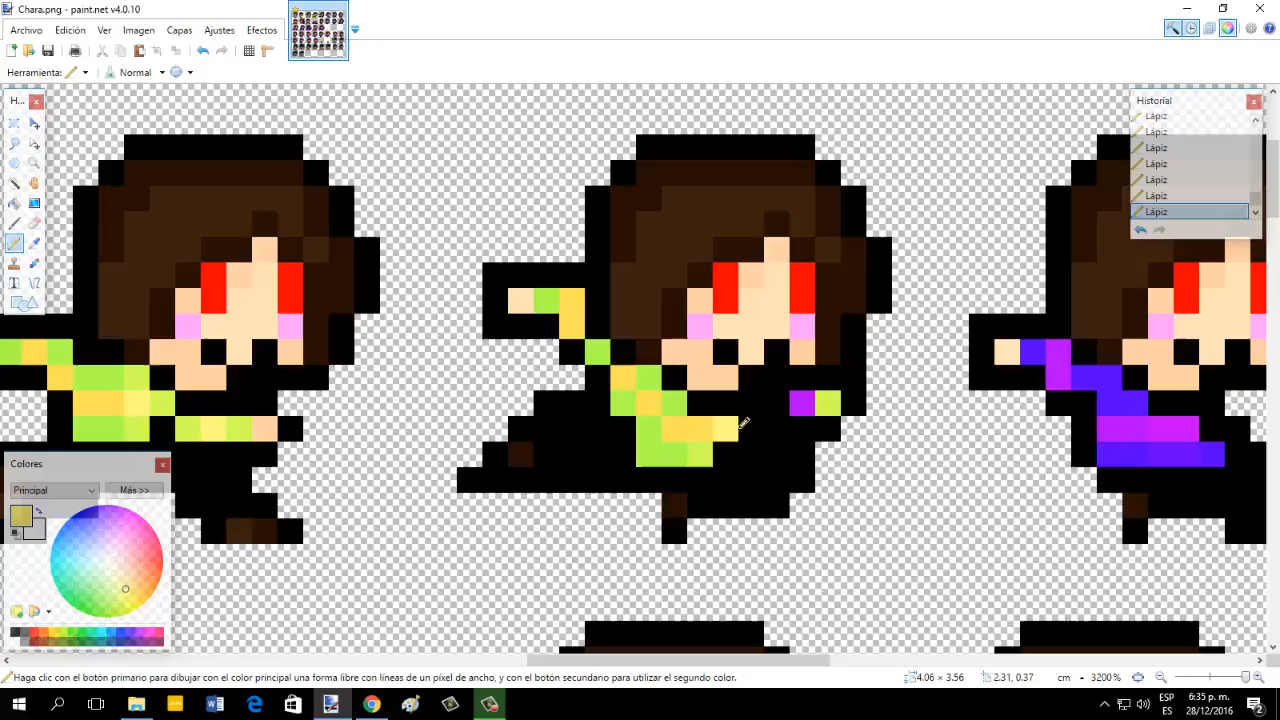 Chara.png - paint.net v4.0.10
Archivo Edición Ver Imagen Capas Ajustes Efectos
Herramienta: Normal
H...
Historial
Lápiz
Lápiz
Lápiz
Lápiz
Lápiz
Lápiz
Lápiz
Colores
Principal Más >>
Haga clic con el botón primario para dibujar con el color principal una forma libre con líneas de un píxel de ancho, y con el botón secundario para utilizar el segundo color.
4.06 × 3.56 2.31, 0.37 cm 3200%
ESP 6:35 p. m.
ES 28/12/2016
2